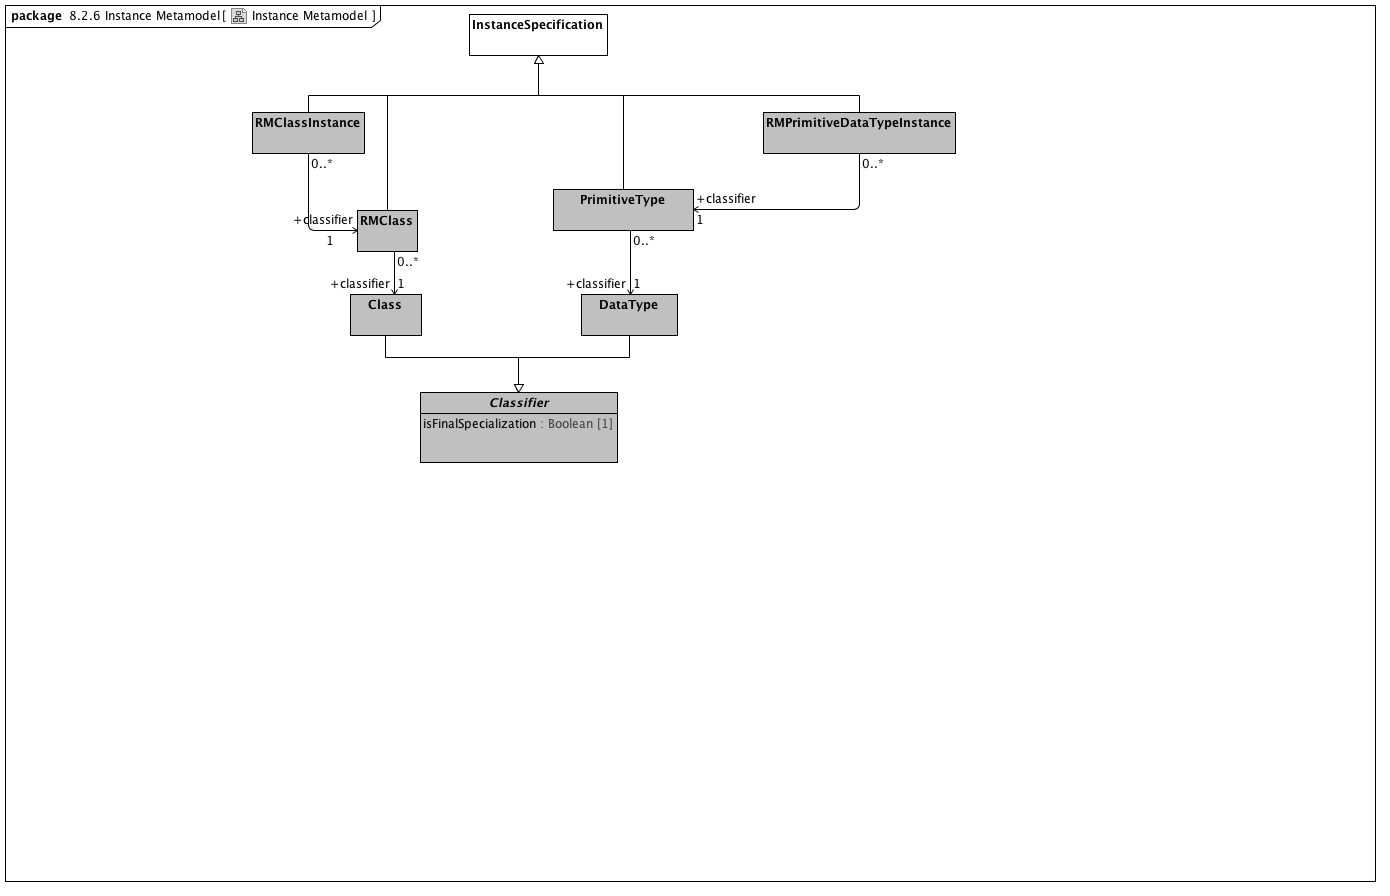 package 8.2.6 Instance Metamodel[ Instance Metamodel ]
InstanceSpecification
RMClassInstance
RMPrimitiveDataTypeInstance
0..*
0..*
PrimitiveType
+classifier
1
+classifier
1
RMClass
0..*
0..*
+classifier
1
+classifier
1
Class
DataType
Classifier
isFinalSpecialization : Boolean [1]